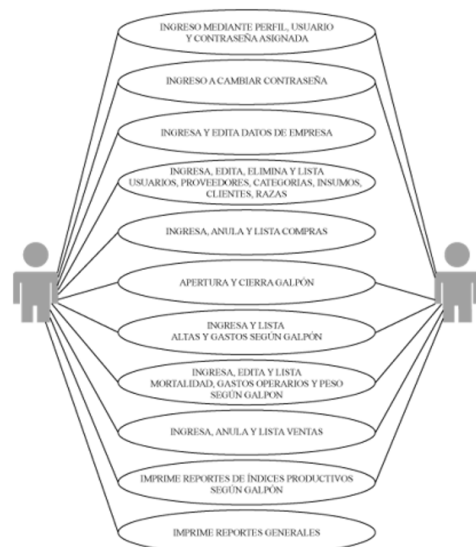 INGRESO MEDIANTE PERFIL, USUARIO
Y CONTRASEÑA ASIGNADA
INGRESO A CAMBIAR CONTRASEÑA
INGRESA Y EDITA DATOS DE EMPRESA
INGRESA, EDITA, ELIMINA Y LISTA
USUARIOS, PROVEEDORES, CATEGORIAS, INSUMOS,
CLIENTES, RAZAS
INGRESA, ANULA Y LISTA COMPRAS
APERTURA Y CIERRA GALPÓN
INGRESA Y LISTA
ALTAS Y GASTOS SEGÚN GALPÓN
INGRESA, EDITA Y LISTA
MORTALIDAD, GASTOS OPERARIOS Y PESO
SEGÚN GALPON
INGRESA, ANULA Y LISTA VENTAS
IMPRIME REPORTES DE ÍNDICES PRODUCTIVOS
SEGÚN GALPÓN
IMPRIME REPORTES GENERALES